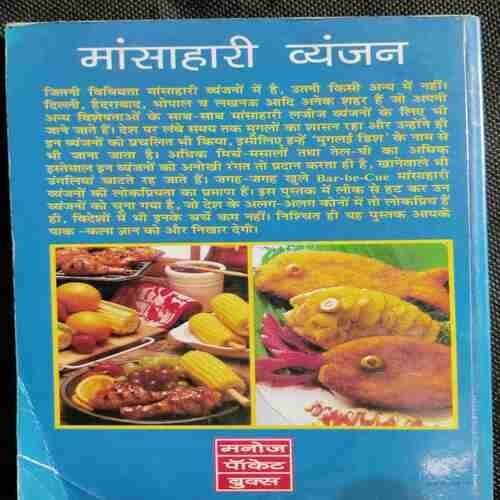 मांसाहारी व्यंजन
जितनी विविधता मांसाहारी व्यंजनों में है, उतनी किसी अन्य में नहीं।
दिल्ली, हैदराबाद, भोपाल व लखनऊ आदि अनेक शहर हैं जो अपनी
अन्य विशेषताओं के साथ-साथ मांसाहारी लजीज व्यंजनों के लिए भी
जाने जाते हैं। देश पर लंबे समय तक मुगलों का शासन रहा और उन्होंने ही
इन व्यंजनों को प्रचलित भी किया, इसीलिए इन्हें 'मुगलई डिश' के नाम से
भी जाना जाता है। अधिक मिर्च-मसालों तथा तेल-घी का अधिक
इस्तेमाल इन व्यंजनों को अनोखी रंगत तो प्रदान करता ही है, खानेवाले भी
उंगलियां चाटते रह जाते हैं। जगह-जगह खुले Bar-be-Cue मांसाहारी
व्यंजनों की लोकप्रियता का प्रमाण हैं। इस पुस्तक में लीक से हट कर उन
व्यंजनों को चुना गया है, जो देश के अलग-अलग कोनों में तो लोकप्रिय हैं
ही, विदेशों में भी इनके चर्चे कम नहीं। निश्चित ही यह पुस्तक आपके
पाक -कला ज्ञान को और निखार देगी।
मनोज
पॉकेट
बुक्स